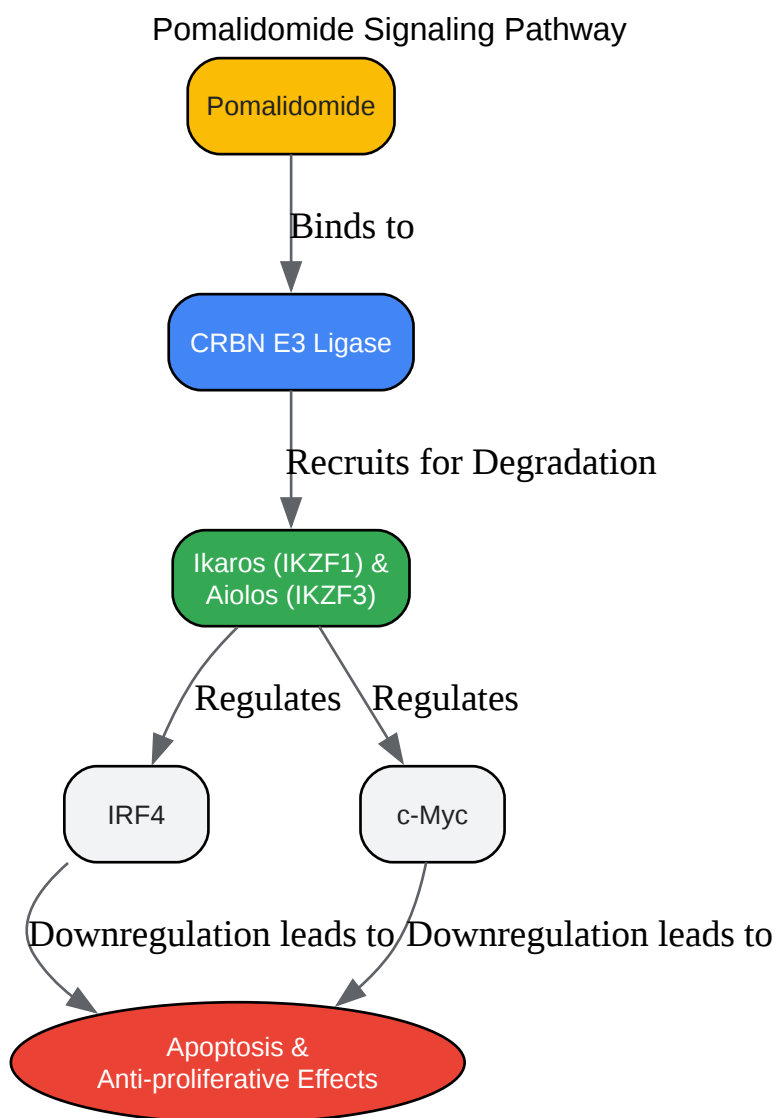 Pomalidomide Signaling Pathway
Pomalidomide
Binds to
CRBN E3 Ligase
Recruits for Degradation
Ikaros (IKZF1) &
Aiolos (IKZF3)
Regulates
Regulates
IRF4
c-Myc
Downregulation leads to
Downregulation leads to
Apoptosis &
Anti-proliferative Effects